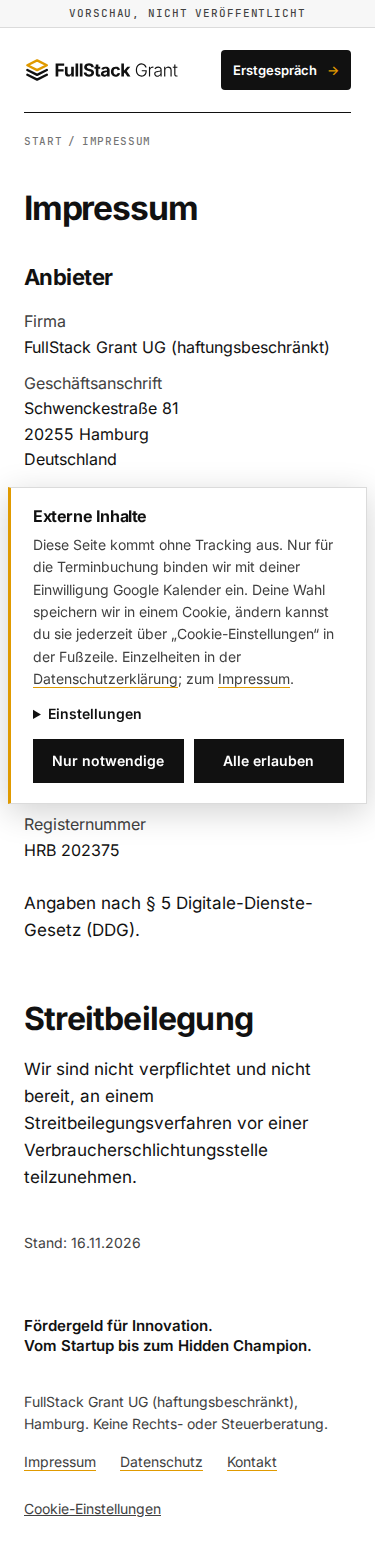 VORSCHAU, NICHT VERÖFFENTLICHT
FullStack Grant
Erstgespräch →
START / IMPRESSUM
Impressum
Anbieter
Firma
FullStack Grant UG (haftungsbeschränkt)
Geschäftsanschrift
Schwenckestraße 81
20255 Hamburg
Deutschland
Externe Inhalte
Diese Seite kommt ohne Tracking aus. Nur für
die Terminbuchung binden wir mit deiner
Einwilligung Google Kalender ein. Deine Wahl
speichern wir in einem Cookie, ändern kannst
du sie jederzeit über „Cookie-Einstellungen“ in
der Fußzeile. Einzelheiten in der
Datenschutzerklärung; zum Impressum.
Einstellungen
Nur notwendige
Alle erlauben
Registernummer
HRB 202375
Angaben nach § 5 Digitale-Dienste-
Gesetz (DDG).
Streitbeilegung
Wir sind nicht verpflichtet und nicht
bereit, an einem
Streitbeilegungsverfahren vor einer
Verbraucherschlichtungsstelle
teilzunehmen.
Stand: 16.11.2026
Fördergeld für Innovation.
Vom Startup bis zum Hidden Champion.
FullStack Grant UG (haftungsbeschränkt),
Hamburg. Keine Rechts- oder Steuerberatung.
Impressum Datenschutz Kontakt
Cookie-Einstellungen